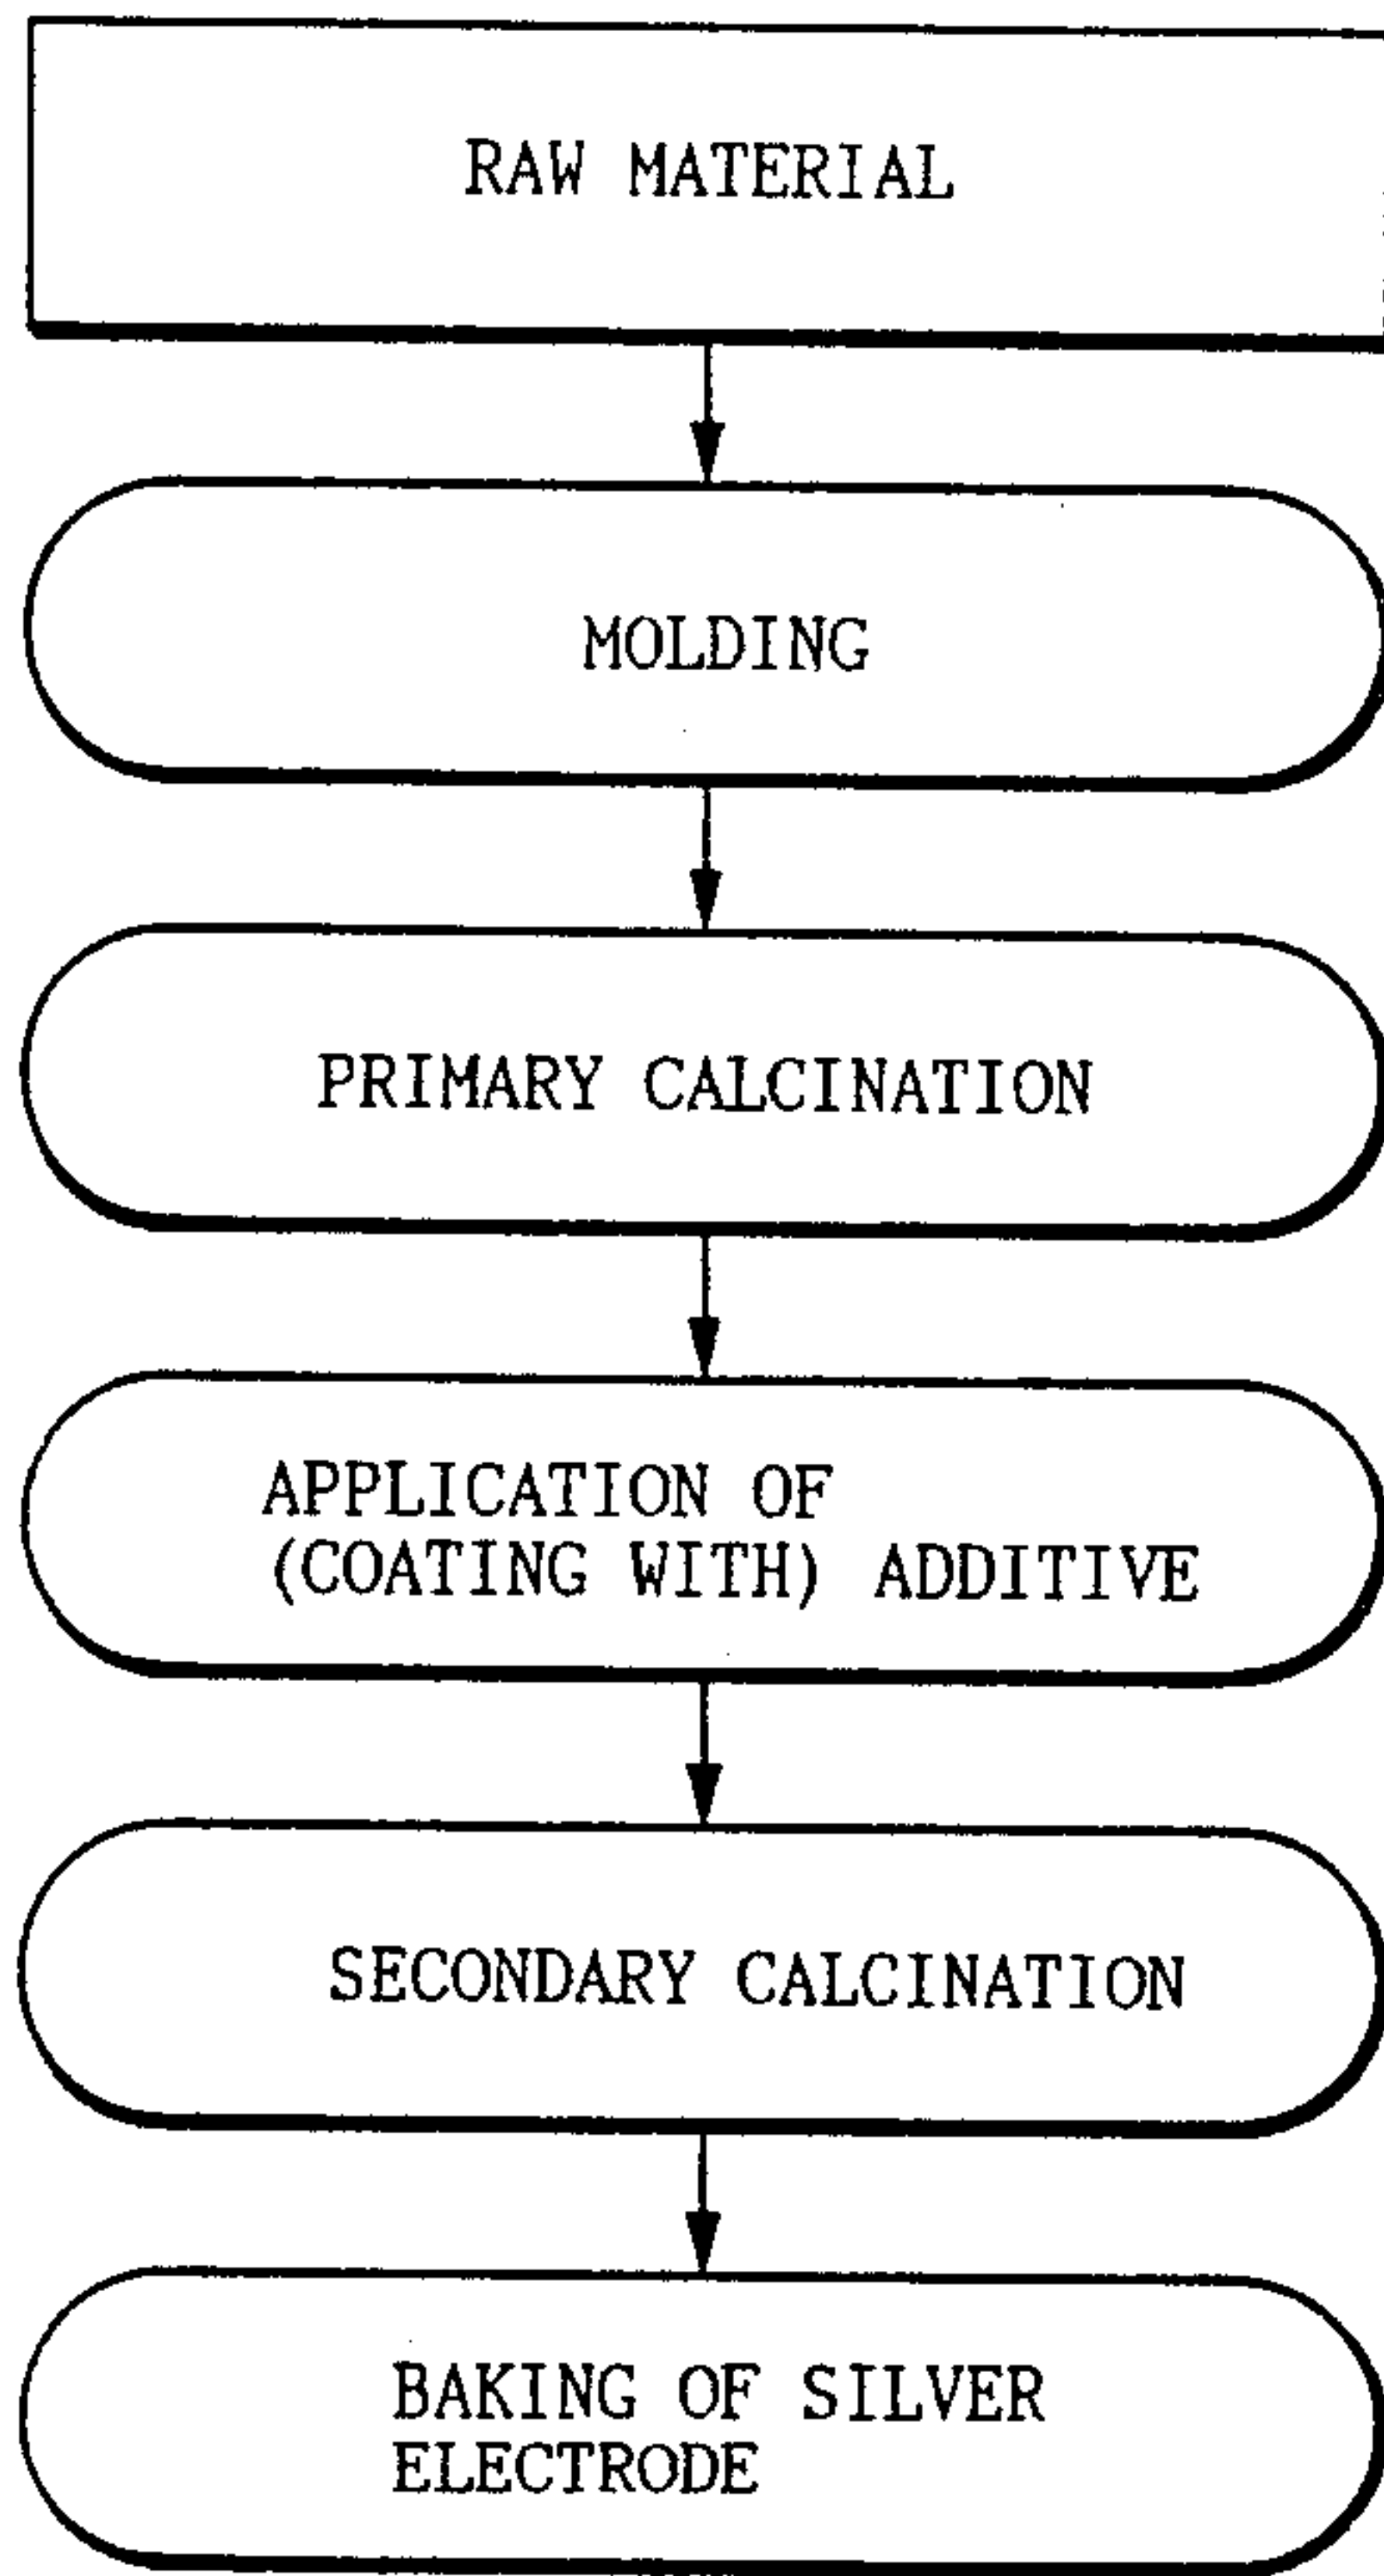 RAW MATERIAL
MOLDING
PRIMARY CALCINATION
APPLICATION OF
(COATING WITH) ADDITIVE
SECONDARY CALCINATION
BAKING OF SILVER
ELECTRODE